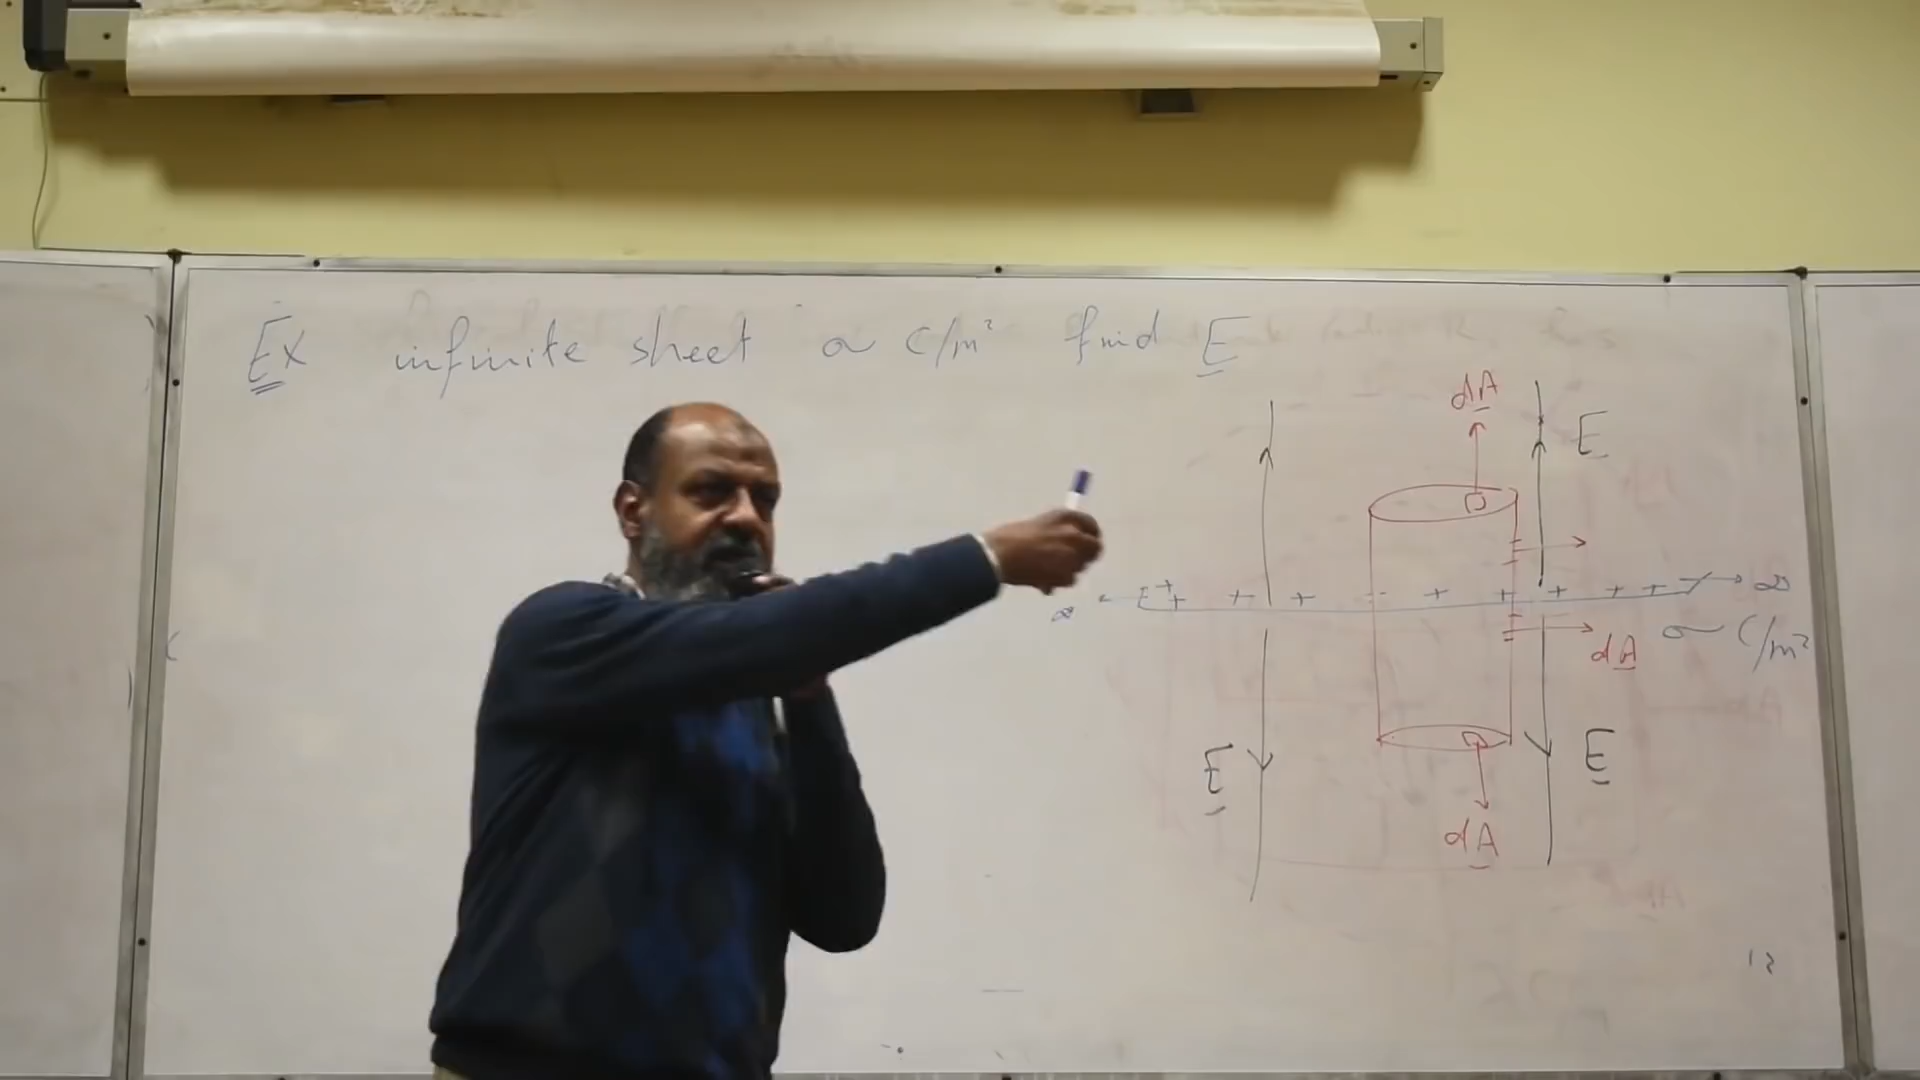 Ex infinite sheet σ C/m² find E
dA
E
+ + + + + + + + +
∞ ∞
σ C/m²
dA
E E
dA